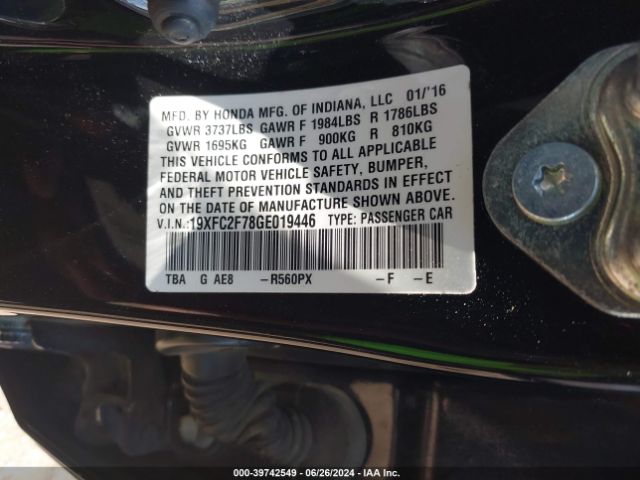 MFD. BY HONDA MFG. OF INDIANA, LLC 01/'16
GVWR 3737LBS GAWR F 1984LBS R 1786LBS
GVWR 1695KG GAWR F 900KG R 810KG
THIS VEHICLE CONFORMS TO ALL APPLICABLE
FEDERAL MOTOR VEHICLE SAFETY, BUMPER,
AND THEFT PREVENTION STANDARDS IN EFFECT
ON THE DATE OF MANUFACTURE SHOWN ABOVE.
V.I.N.:19XFC2F78GE019446 TYPE: PASSENGER CAR
TBA G AE8 -R560PX -F -E
000-39742549 | 06/26/2024 | IAA Inc.